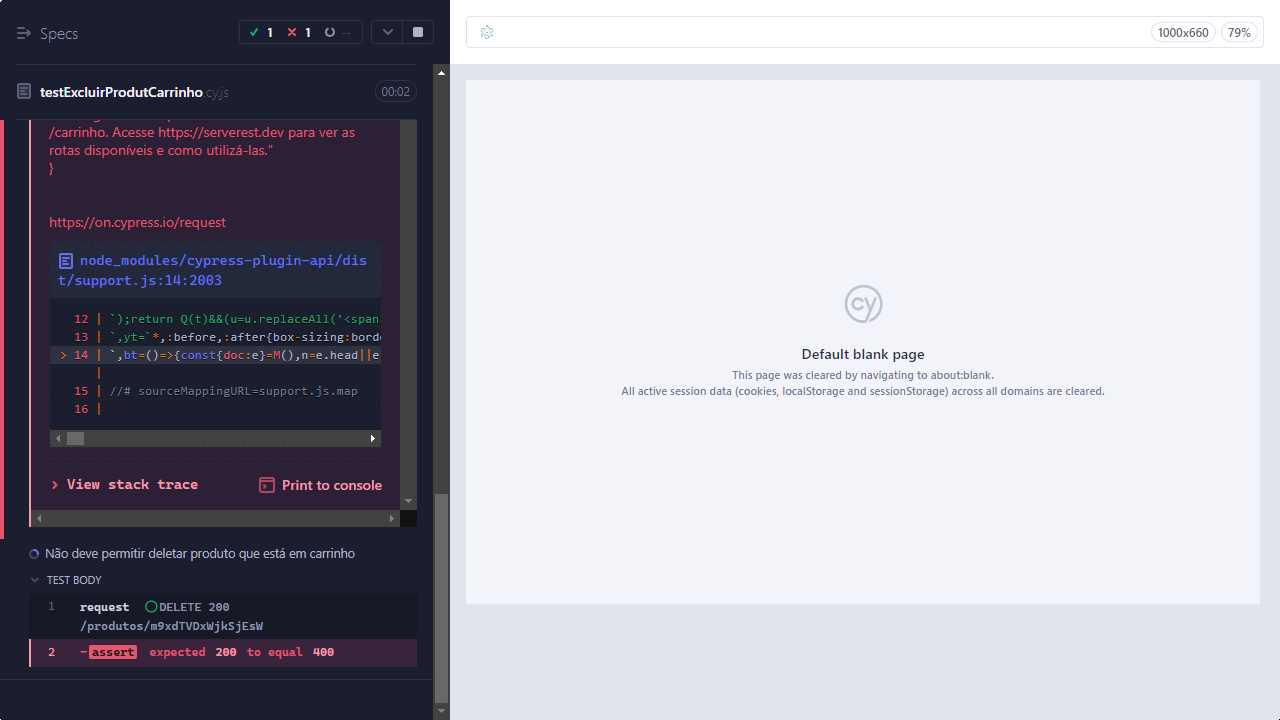 Specs
1
1
--
1000x660
79%
testExcluirProdutCarrinho.cy.js
00:02
/carrinho. Acesse https://serverest.dev para ver as
rotas disponíveis e como utilizá-las."
}
https://on.cypress.io/request
node_modules/cypress-plugin-api/dis
t/support.js:14:2003
12 | `);return Q(t)&&(u=u.replaceAll('<span
13 | `,yt=`*,:before,:after{box-sizing:borde
> 14 | `,bt=()=>{const{doc:e}=M(),n=e.head||e
|
15 | //# sourceMappingURL=support.js.map
16 |
> View stack trace
Print to console
Não deve permitir deletar produto que está em carrinho
TEST BODY
1 request DELETE 200
/produtos/m9xdTVDxWjkSjEsW
2 -assert expected 200 to equal 400
cy
Default blank page
This page was cleared by navigating to about:blank.
All active session data (cookies, localStorage and sessionStorage) across all domains are cleared.